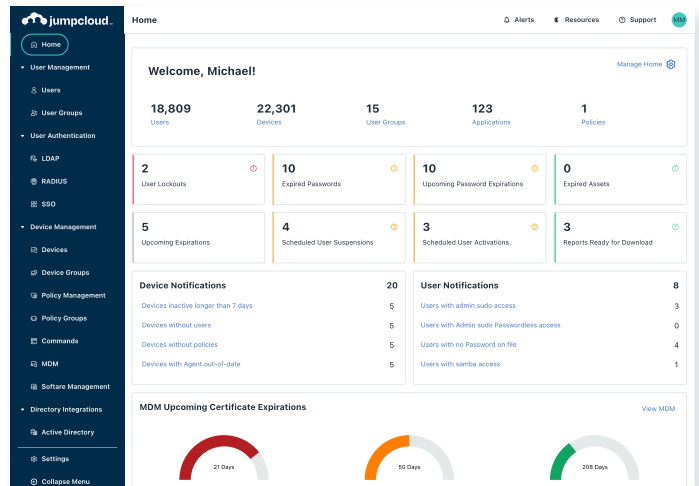 jumpcloud
Home
Alerts
Resources
Support
MM
Home
User Management
Users
User Groups
User Authentication
LDAP
RADIUS
SSO
Device Management
Devices
Device Groups
Policy Management
Policy Groups
Commands
MDM
Softare Management
Directory Integrations
Active Directory
Settings
Collapse Menu
Welcome, Michael!
Manage Home
18,809
Users
22,301
Devices
15
User Groups
123
Applications
1
Policies
2
User Lockouts
10
Expired Passwords
10
Upcoming Password Expirations
0
Expired Assets
5
Upcoming Expirations
4
Scheduled User Suspensions
3
Scheduled User Activations
3
Reports Ready for Download
Device Notifications 20
Devices inactive longer than 7 days 5
Devices without users 5
Devices without policies 5
Devices with Agent out-of-date 5
User Notifications 8
Users with admin sudo access 3
Users with Admin sudo Passwordless access 0
Users with no Password on file 4
Users with samba access 1
MDM Upcoming Certificate Expirations
View MDM
21 Days
50 Days
208 Days